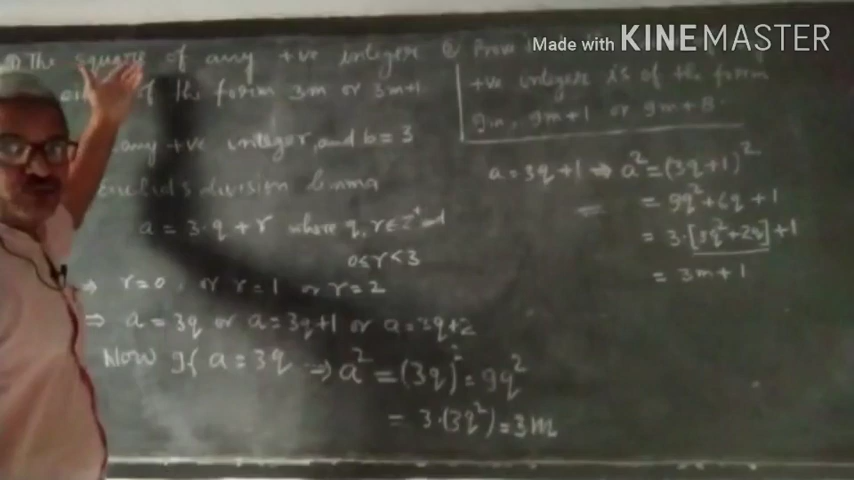 The square of any +ve integer
of the form 3m or 3m+1
any +ve integer, and b = 3
Euclid's division lemma
a = 3·q + r where q, r ∈ Z⁺ and
0≤r<3
⇒ r=0, or r=1 or r=2
⇒ a=3q or a=3q+1 or a=3q+2
Now If a=3q ⇒ a² = (3q)² = 9q²
= 3·(3q²) = 3m
② Prove
+ve integer is of the form
9m, 9m+1 or 9m+8.
a=3q+1 ⇒ a² = (3q+1)²
= 9q²+6q+1
= 3·[3q²+2q]+1
= 3m+1
Made with KINEMASTER